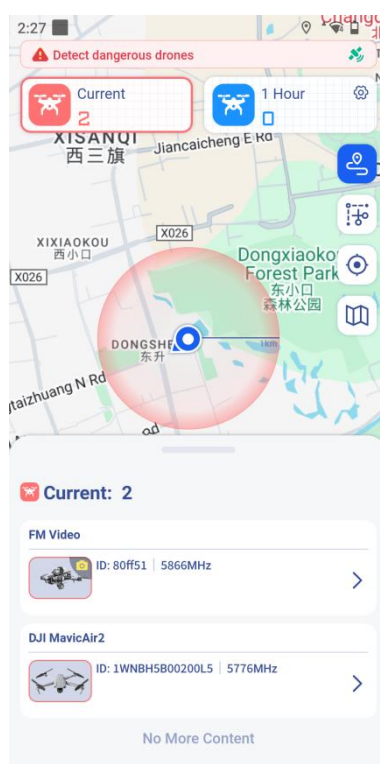 2:27
Detect dangerous drones
Current
2
1 Hour
0
XISANQI
西三旗
Jiancaicheng E Rd
X026
XIXIAOKOU
西小口
X026
Dongxiaoko
Forest Park
东小口
森林公园
DONGSHE
东升
1km
taizhuang N Rd
Current: 2
FM Video
ID: 80ff51 | 5866MHz
DJI MavicAir2
ID: 1WNBH5B00200L5 | 5776MHz
No More Content